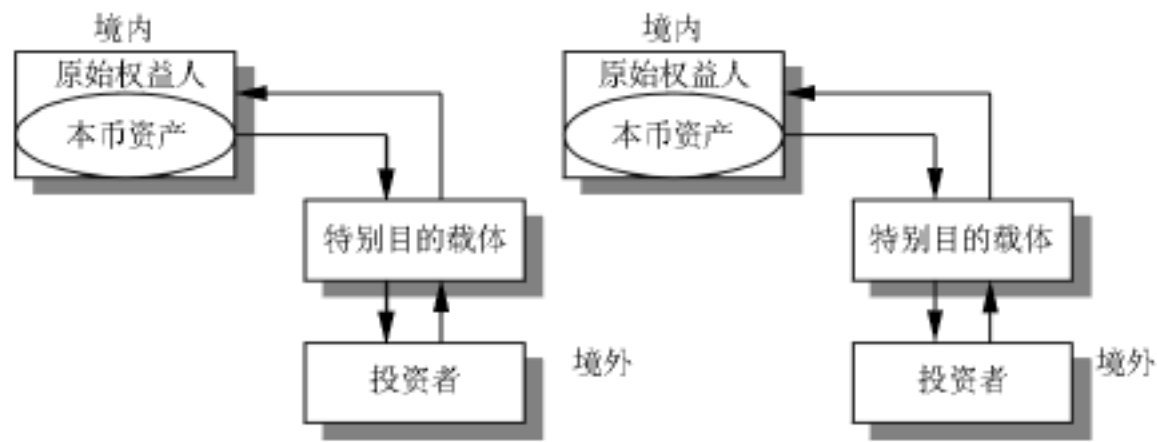 境内
原始权益人
本币资产
特别目的载体
投资者
境外
境内
原始权益人
本币资产
特别目的载体
投资者
境外